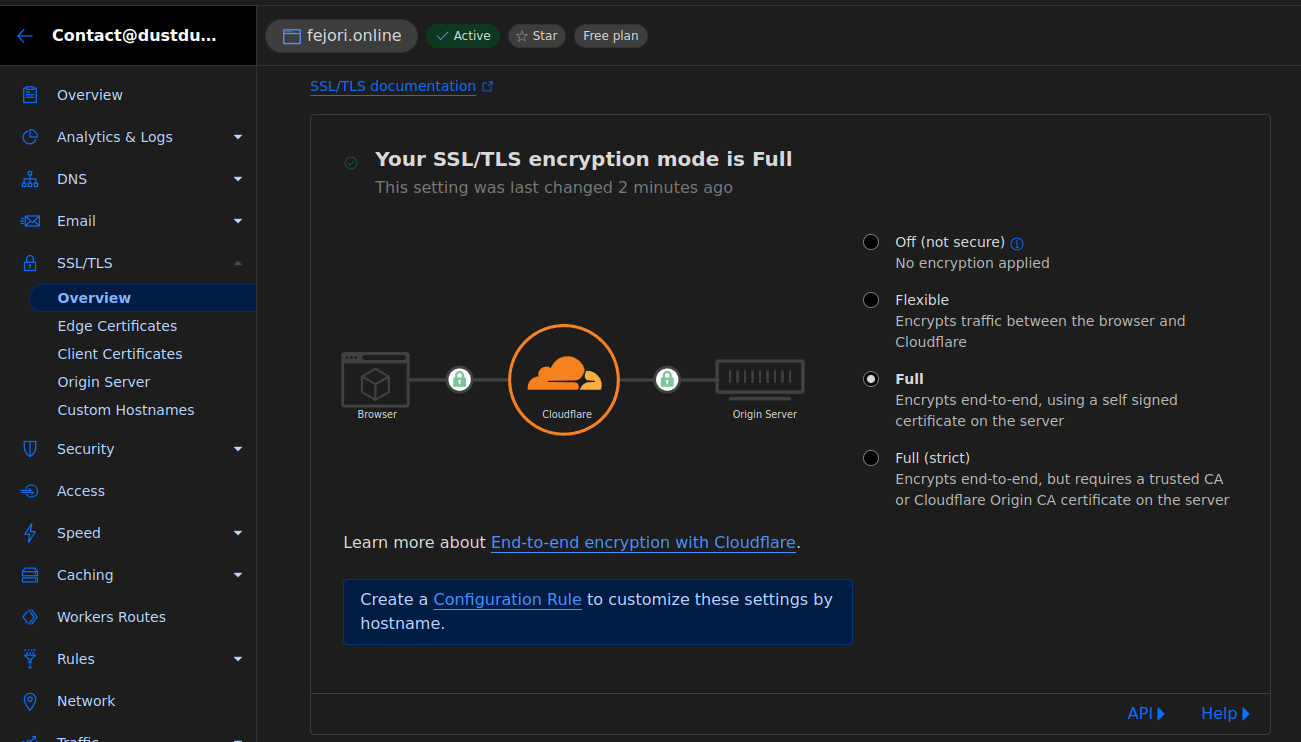 Contact@dustdu...
fejori.online
Active
Star
Free plan
Overview
Analytics & Logs
DNS
Email
SSL/TLS
Overview
Edge Certificates
Client Certificates
Origin Server
Custom Hostnames
Security
Access
Speed
Caching
Workers Routes
Rules
Network
Traffic
SSL/TLS documentation
Your SSL/TLS encryption mode is Full
This setting was last changed 2 minutes ago
Browser
Cloudflare
Origin Server
Off (not secure)
No encryption applied
Flexible
Encrypts traffic between the browser and
Cloudflare
Full
Encrypts end-to-end, using a self signed
certificate on the server
Full (strict)
Encrypts end-to-end, but requires a trusted CA
or Cloudflare Origin CA certificate on the server
Learn more about End-to-end encryption with Cloudflare.
Create a Configuration Rule to customize these settings by
hostname.
API
Help